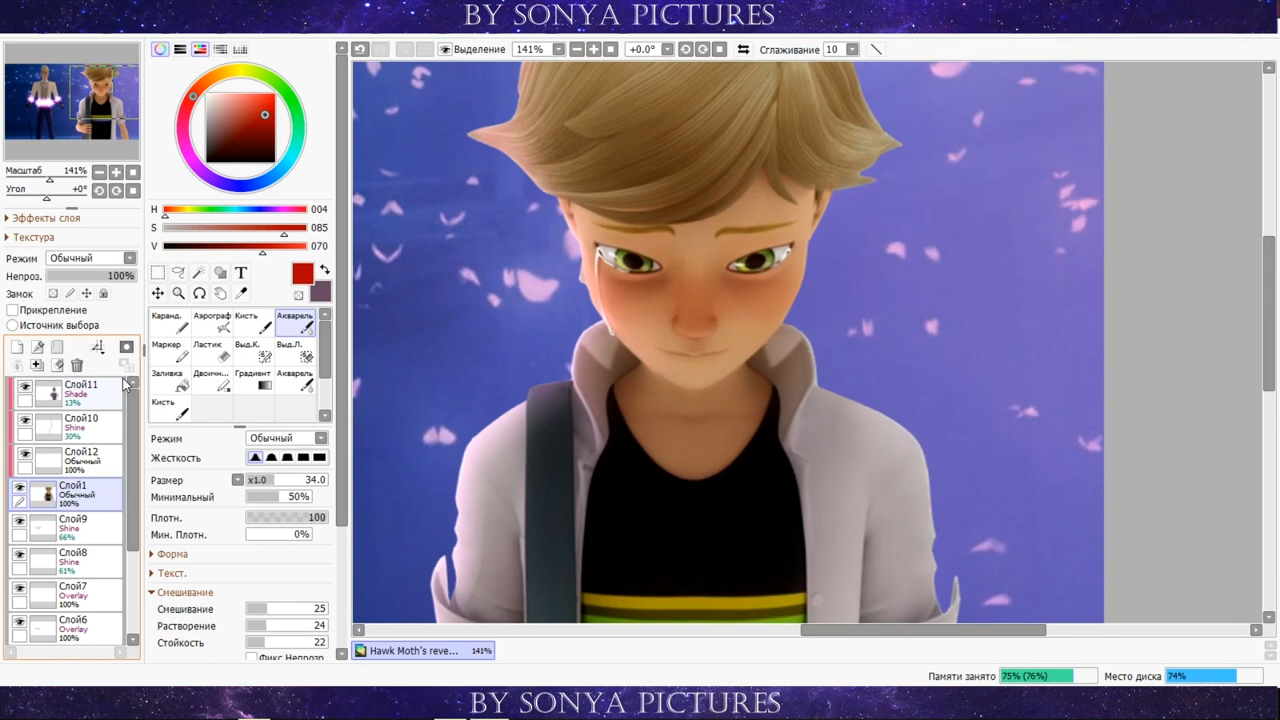 BY SONYA PICTURES
Выделение 141% +0.0° Сглаживание 10
Масштаб 141%
Угол +0°
Эффекты слоя
Текстура
Режим Обычный
Непроз. 100%
Замок
Прикрепление
Источник выбора
Слой11
Shade
13%
Слой10
Shine
30%
Слой12
Обычный
100%
Слой1
Обычный
100%
Слой9
Shine
66%
Слой8
Shine
61%
Слой7
Overlay
100%
Слой6
Overlay
100%
H 004
S 085
V 070
T
Каранд. Аэрограф Кисть Акварель
Маркер Ластик Выд.К. Выд.Л.
Заливка Двоичн... Градиент Акварель
Кисть
Режим Обычный
Жесткость
Размер x1.0 34.0
Минимальный 50%
Плотн. 100
Мин. Плотн. 0%
Форма
Текст.
Смешивание
Смешивание 25
Растворение 24
Стойкость 22
Фикс Непрозр
Hawk Moth's reve... 141%
Памяти занято 75% (76%) Место диска 74%
BY SONYA PICTURES